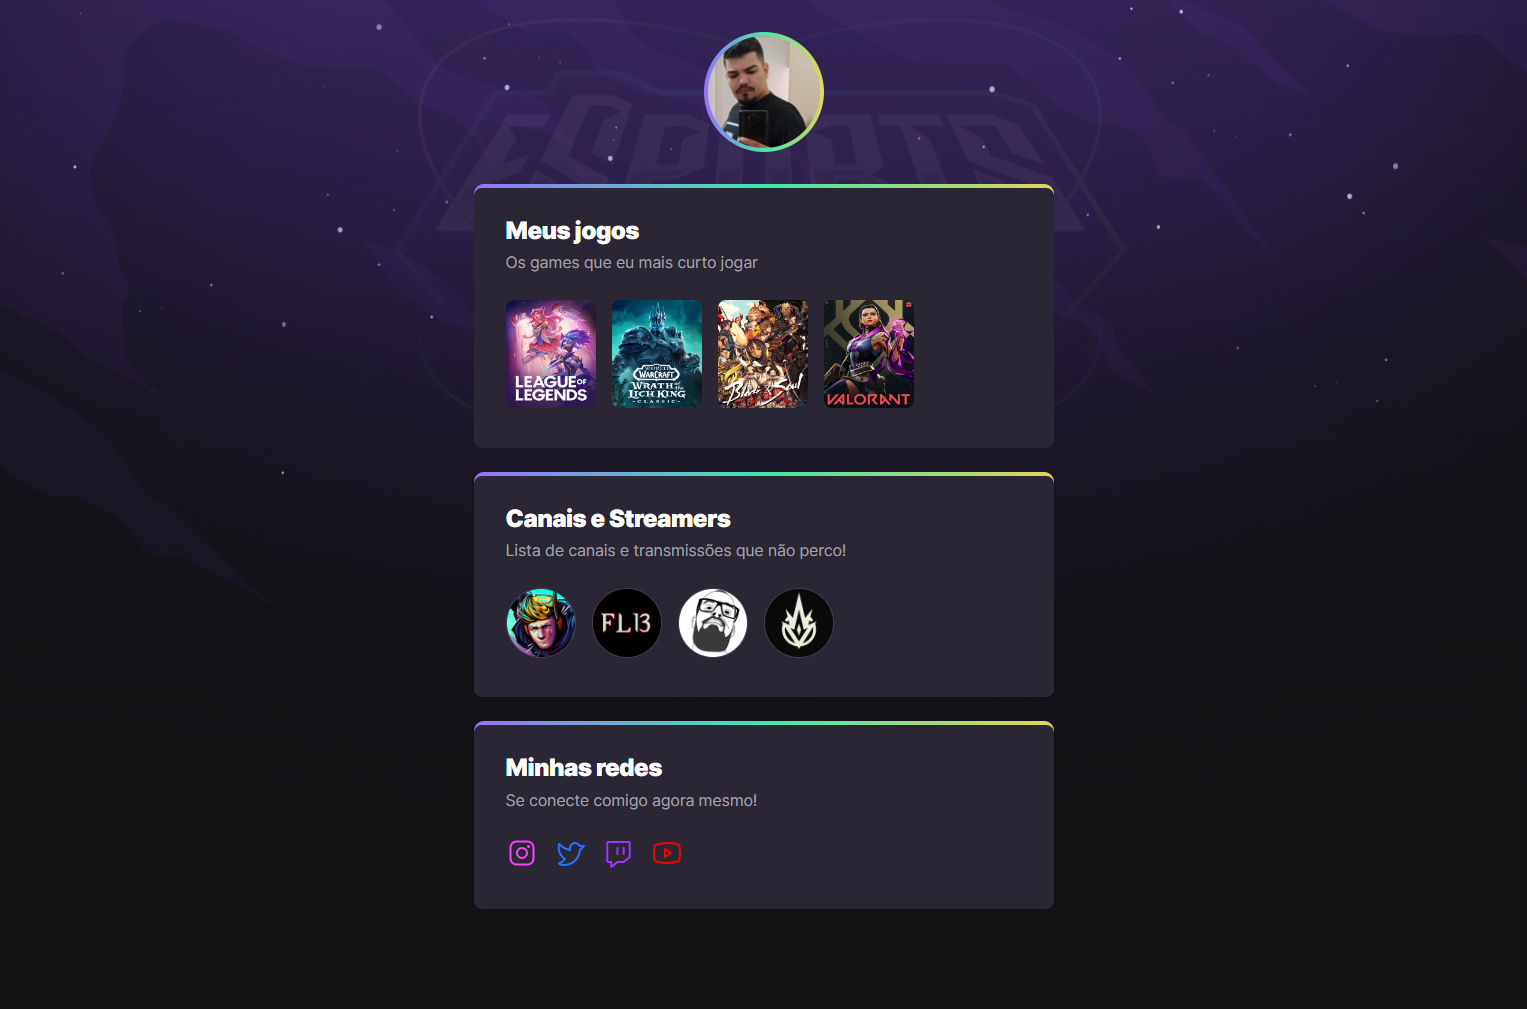 ESPORTS
Meus jogos
Os games que eu mais curto jogar
LEAGUE OF
LEGENDS
WORLD
WARCRAFT
WRATH of the
LICH KING
CLASSIC
Blade & Soul
VALORANT
Canais e Streamers
Lista de canais e transmissões que não perco!
FL13
Minhas redes
Se conecte comigo agora mesmo!